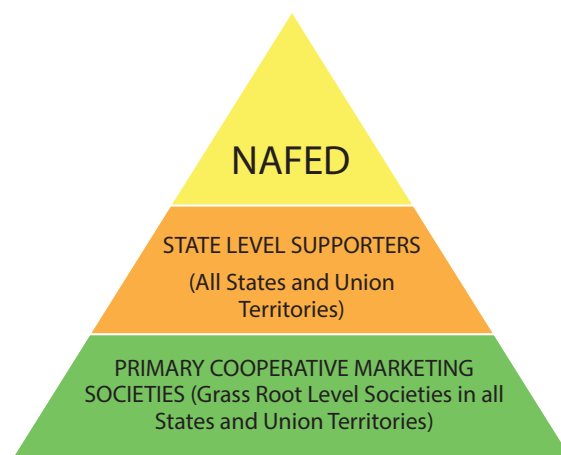 NAFED
STATE LEVEL SUPPORTERS
(All States and Union
Territories)
PRIMARY COOPERATIVE MARKETING
SOCIETIES (Grass Root Level Societies in all
States and Union Territories)